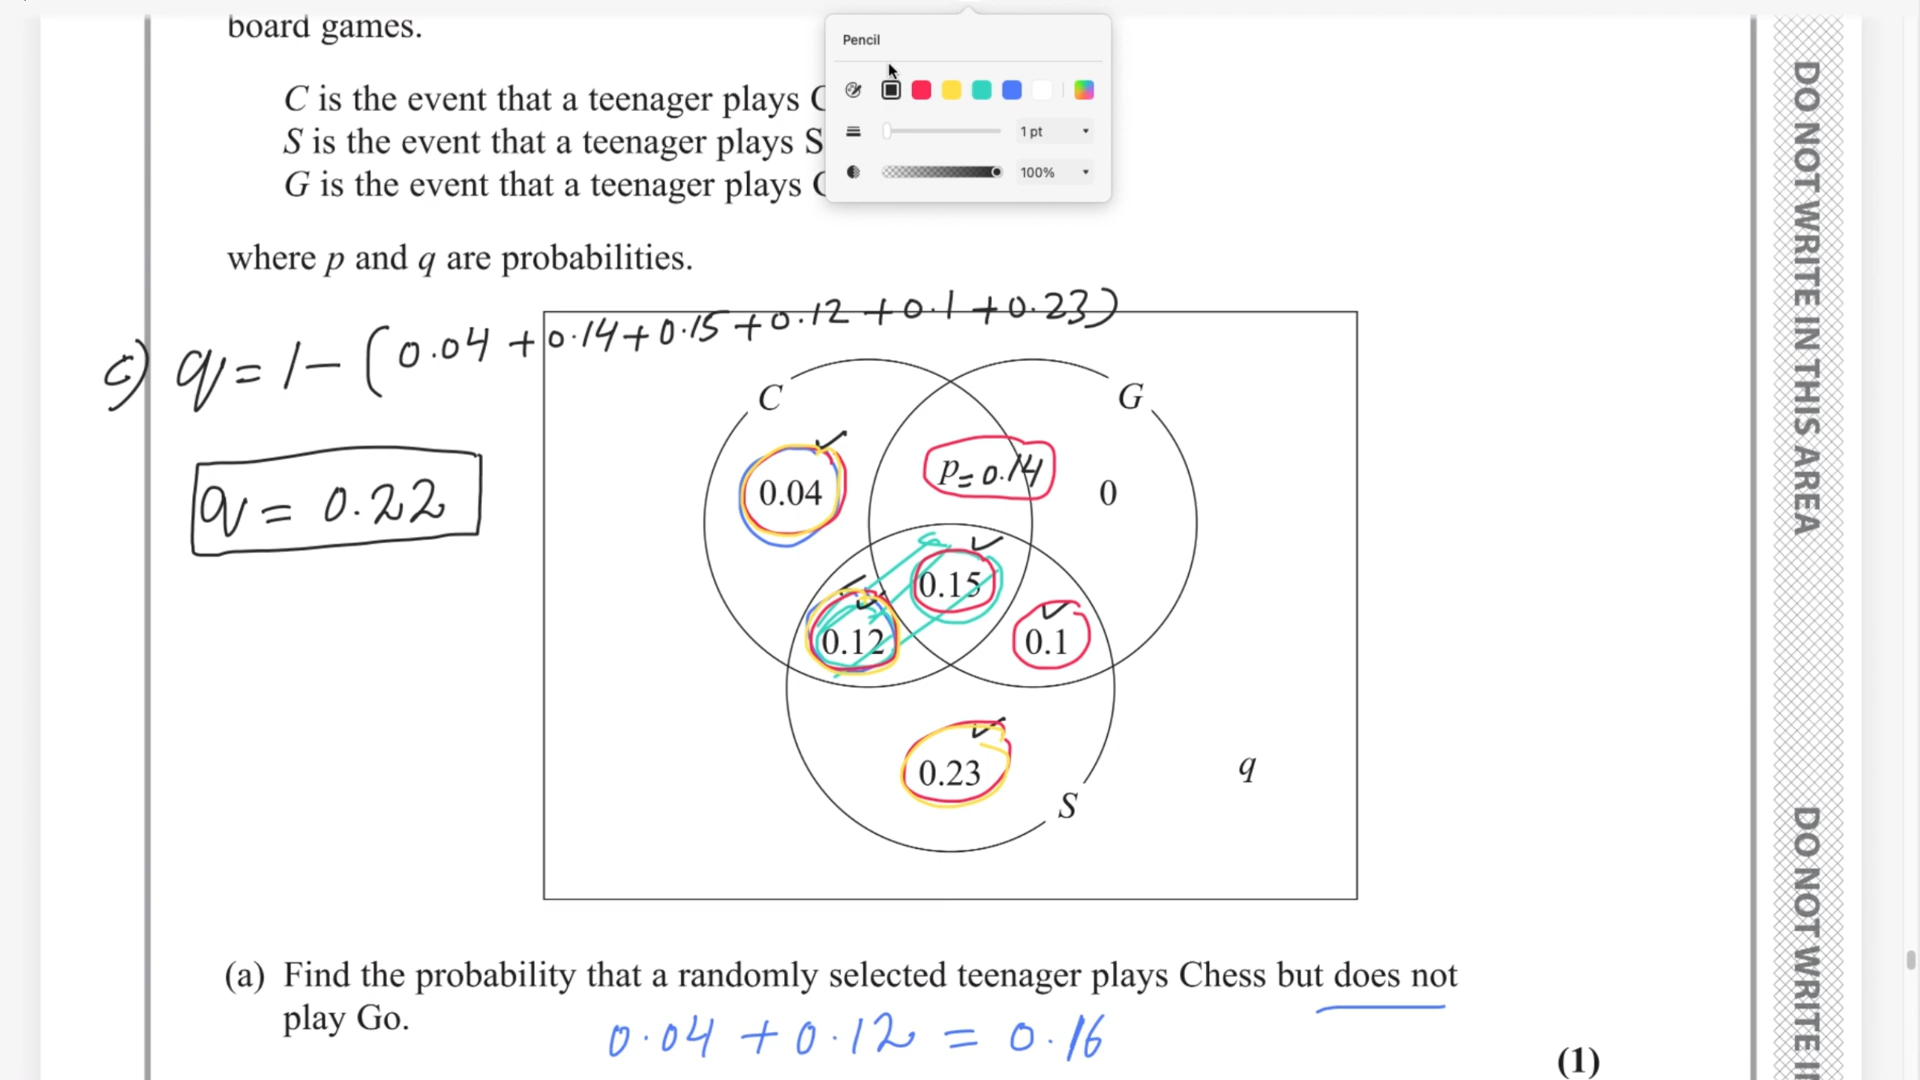 board games.
Pencil
1 pt
100%
C is the event that a teenager plays C
S is the event that a teenager plays S
G is the event that a teenager plays
where p and q are probabilities.
c) q = 1 - (0.04 + 0.14 + 0.15 + 0.12 + 0.1 + 0.23)
q = 0.22
C
G
0.04
p = 0.14
0
0.15
0.12
0.1
0.23
S
q
(a) Find the probability that a randomly selected teenager plays Chess but does not
play Go.
0.04 + 0.12 = 0.16
(1)
DO NOT WRITE IN THIS AREA
DO NOT WRITE I